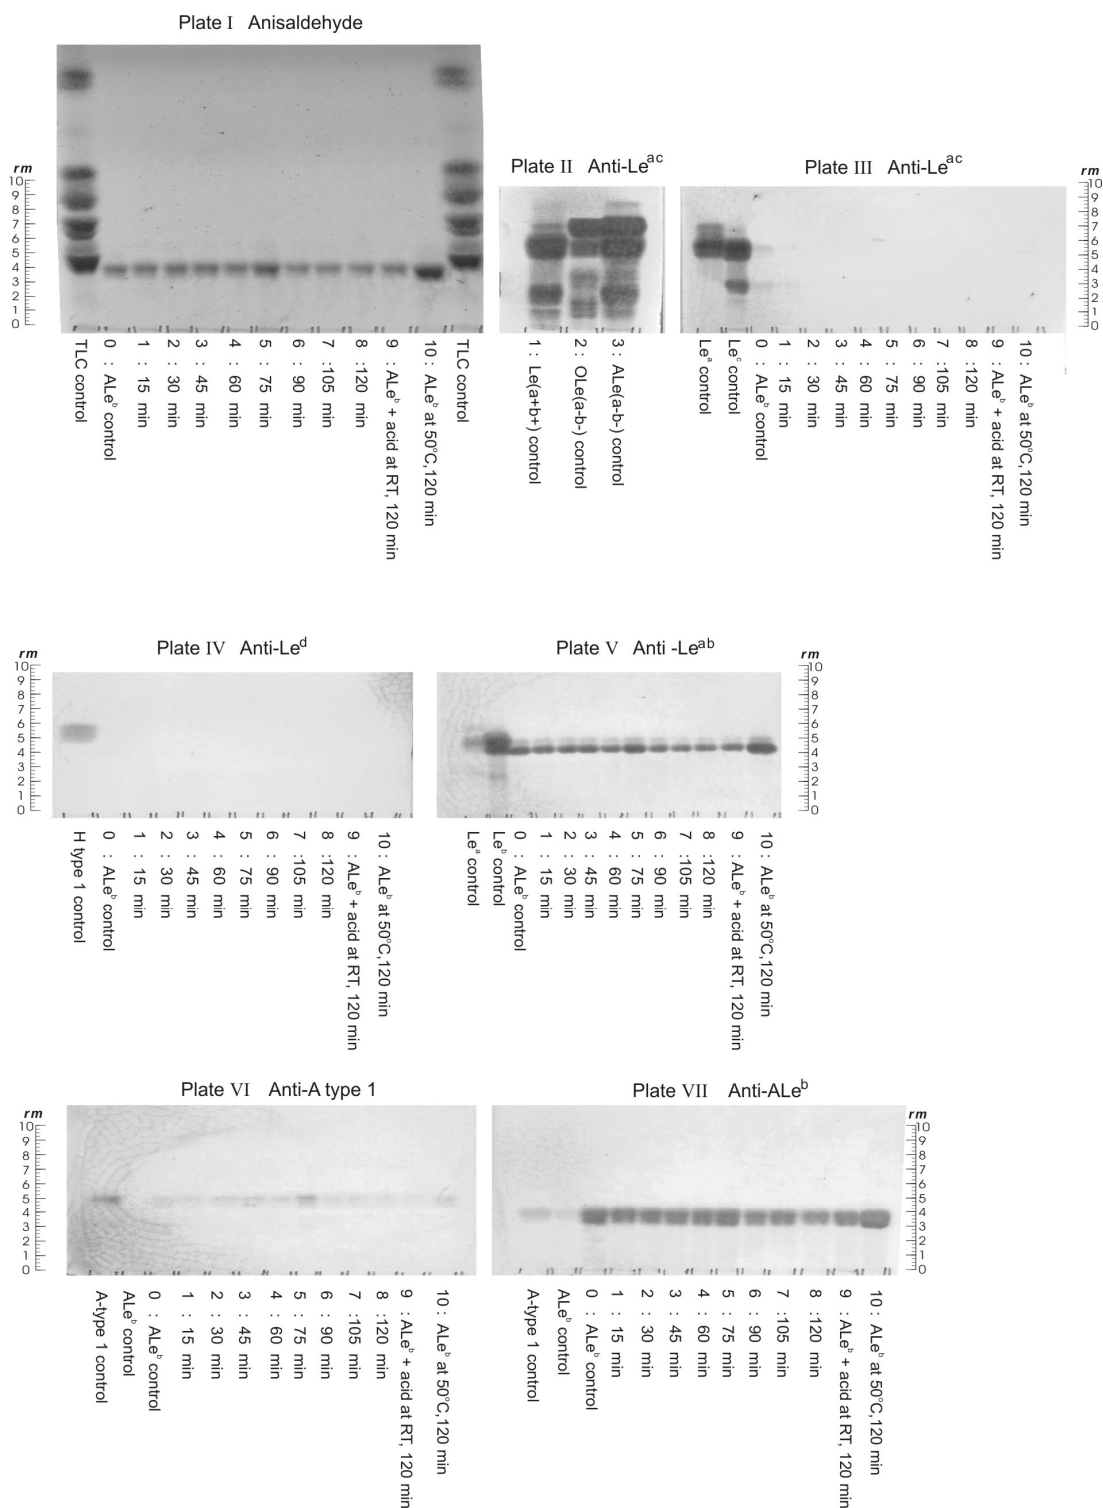 Plate I Anisaldehyde
Plate II Anti-Leac
Plate III Anti-Leac
rm
10
9
8
7
6
5
4
3
2
1
0
rm
10
9
8
7
6
5
4
3
2
1
0
TLC control
0 : ALeb control
1 : 15 min
2 : 30 min
3 : 45 min
4 : 60 min
5 : 75 min
6 : 90 min
7 :105 min
8 :120 min
9 : ALeb + acid at RT, 120 min
10 : ALeb at 50°C,120 min
TLC control
1 : Le(a+b+) control
2 : OLe(a-b-) control
3 : ALe(a-b-) control
Lea control
Lec control
0 : ALeb control
1 : 15 min
2 : 30 min
3 : 45 min
4 : 60 min
5 : 75 min
6 : 90 min
7 :105 min
8 :120 min
9 : ALeb + acid at RT, 120 min
10 : ALeb at 50°C,120 min
Plate IV Anti-Led
Plate V Anti -Leab
rm
10
9
8
7
6
5
4
3
2
1
0
rm
10
9
8
7
6
5
4
3
2
1
0
H type 1 control
0 : ALeb control
1 : 15 min
2 : 30 min
3 : 45 min
4 : 60 min
5 : 75 min
6 : 90 min
7 :105 min
8 :120 min
9 : ALeb + acid at RT, 120 min
10 : ALeb at 50°C,120 min
Lea control
Leb control
0 : ALeb control
1 : 15 min
2 : 30 min
3 : 45 min
4 : 60 min
5 : 75 min
6 : 90 min
7 :105 min
8 :120 min
9 : ALeb + acid at RT, 120 min
10 : ALeb at 50°C,120 min
Plate VI Anti-A type 1
Plate VII Anti-ALeb
rm
10
9
8
7
6
5
4
3
2
1
0
rm
10
9
8
7
6
5
4
3
2
1
0
A-type 1 control
ALeb control
0 : ALeb control
1 : 15 min
2 : 30 min
3 : 45 min
4 : 60 min
5 : 75 min
6 : 90 min
7 :105 min
8 :120 min
9 : ALeb + acid at RT, 120 min
10 : ALeb at 50°C,120 min
A-type 1 control
ALeb control
0 : ALeb control
1 : 15 min
2 : 30 min
3 : 45 min
4 : 60 min
5 : 75 min
6 : 90 min
7 :105 min
8 :120 min
9 : ALeb + acid at RT, 120 min
10 : ALeb at 50°C,120 min